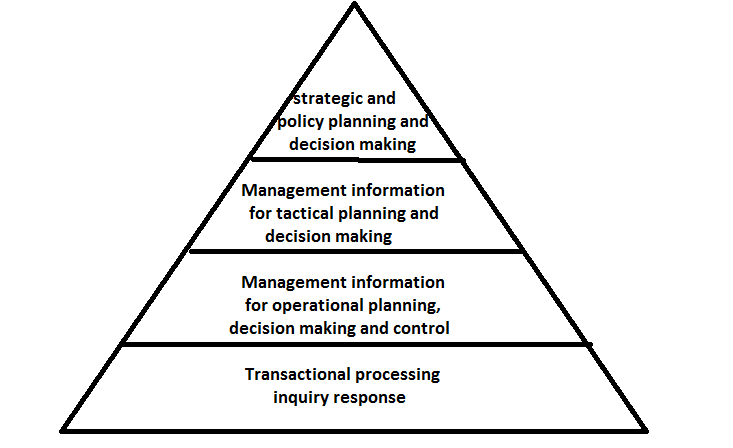 strategic and
policy planning and
decision making
Management information
for tactical planning and
decision making
Management information
for operational planning,
decision making and control
Transactional processing
inquiry response